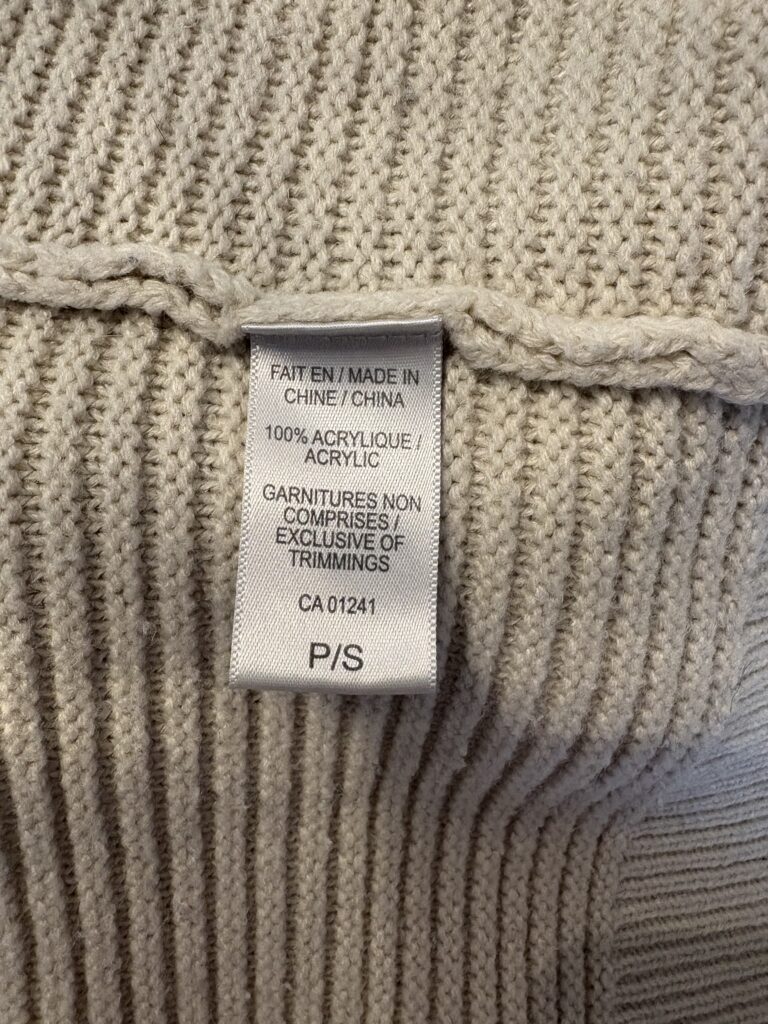 FAIT EN / MADE IN
CHINE / CHINA
100% ACRYLIQUE /
ACRYLIC
GARNITURES NON
COMPRISES /
EXCLUSIVE OF
TRIMMINGS
CA 01241
P/S